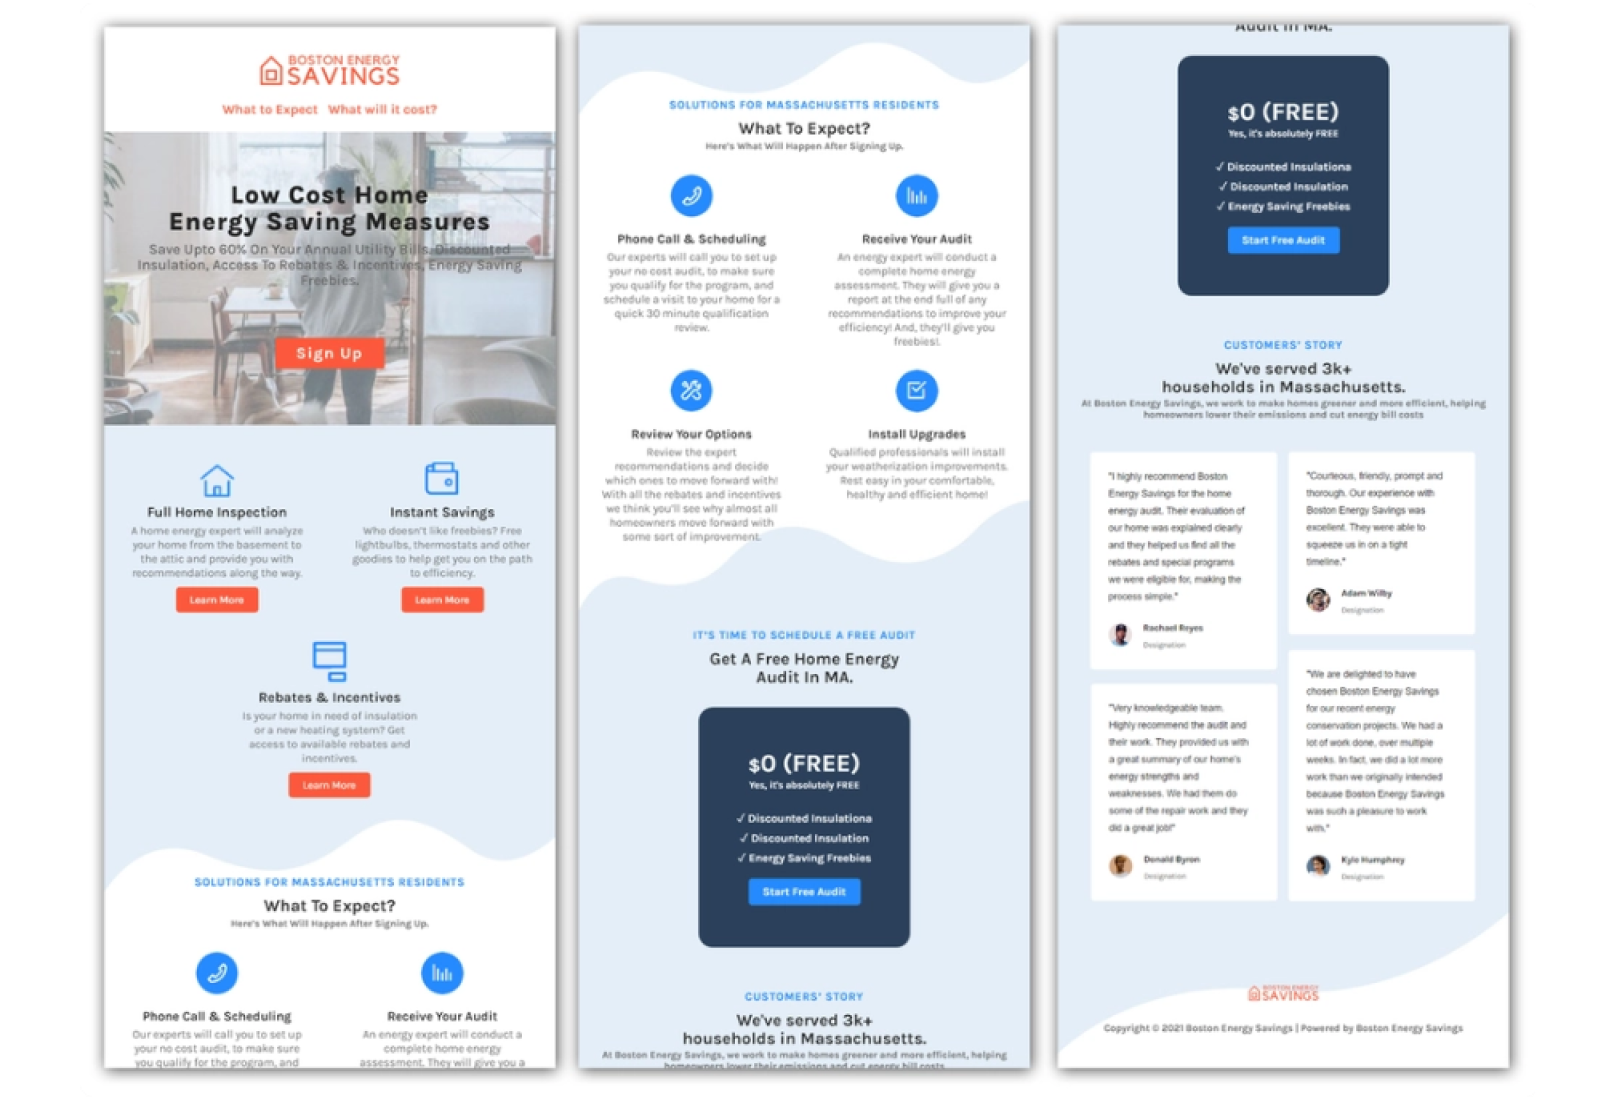 BOSTON ENERGY
SAVINGS
What to Expect What will it cost?
Low Cost Home
Energy Saving Measures
Save Upto 60% On Your Annual Utility Bills, Discounted
Insulation, Access To Rebates & Incentives, Energy Saving
Freebies.
Sign Up
Full Home Inspection
A home energy expert will analyze
your home from the basement to
the attic and provide you with
recommendations along the way.
Learn More
Instant Savings
Who doesn't like freebies? Free
lightbulbs, thermostats and other
goodies to help get you on the path
to efficiency.
Learn More
Rebates & Incentives
Is your home in need of insulation
or a new heating system? Get
access to available rebates and
incentives.
Learn More
SOLUTIONS FOR MASSACHUSETTS RESIDENTS
What To Expect?
Here's What Will Happen After Signing Up.
Phone Call & Scheduling
Our experts will call you to set up
your no cost audit, to make sure
you qualify for the program, and
Receive Your Audit
An energy expert will conduct a
complete home energy
assessment. They will give you a
SOLUTIONS FOR MASSACHUSETTS RESIDENTS
What To Expect?
Here's What Will Happen After Signing Up.
Phone Call & Scheduling
Our experts will call you to set up
your no cost audit, to make sure
you qualify for the program, and
schedule a visit to your home for a
quick 30 minute qualification
review.
Receive Your Audit
An energy expert will conduct a
complete home energy
assessment. They will give you a
report at the end full of any
recommendations to improve your
efficiency! And, they'll give you
freebies!.
Review Your Options
Review the expert
recommendations and decide
which ones to move forward with!
With all the rebates and incentives
we think you'll see why almost all
homeowners move forward with
some sort of improvement.
Install Upgrades
Qualified professionals will install
your weatherization improvements.
Rest easy in your comfortable,
healthy and efficient home!
IT'S TIME TO SCHEDULE A FREE AUDIT
Get A Free Home Energy
Audit In MA.
$0 (FREE)
Yes, it's absolutely FREE
✓ Discounted Insulationa
✓ Discounted Insulation
✓ Energy Saving Freebies
Start Free Audit
CUSTOMERS' STORY
We've served 3k+
households in Massachusetts.
At Boston Energy Savings, we work to make homes greener and more efficient, helping
homeowners lower their emissions and cut energy bill costs
Audit In MA.
$0 (FREE)
Yes, it's absolutely FREE
✓ Discounted Insulationa
✓ Discounted Insulation
✓ Energy Saving Freebies
Start Free Audit
CUSTOMERS' STORY
We've served 3k+
households in Massachusetts.
At Boston Energy Savings, we work to make homes greener and more efficient, helping
homeowners lower their emissions and cut energy bill costs
"I highly recommend Boston
Energy Savings for the home
energy audit. Their evaluation of
our home was explained clearly
and they helped us find all the
rebates and special programs
we were eligible for, making the
process simple."
Rachael Reyes
Designation
"Very knowledgeable team.
Highly recommend the audit and
their work. They provided us with
a great summary of our home's
energy strengths and
weaknesses. We had them do
some of the repair work and they
did a great job!"
Donald Byron
Designation
"Courteous, friendly, prompt and
thorough. Our experience with
Boston Energy Savings was
excellent. They were able to
squeeze us in on a tight
timeline."
Adam Wilby
Designation
"We are delighted to have
chosen Boston Energy Savings
for our recent energy
conservation projects. We had a
lot of work done, over multiple
weeks. In fact, we did a lot more
work than we originally intended
because Boston Energy Savings
was such a pleasure to work
with."
Kyle Humphrey
Designation
BOSTON ENERGY
SAVINGS
Copyright © 2021 Boston Energy Savings | Powered by Boston Energy Savings